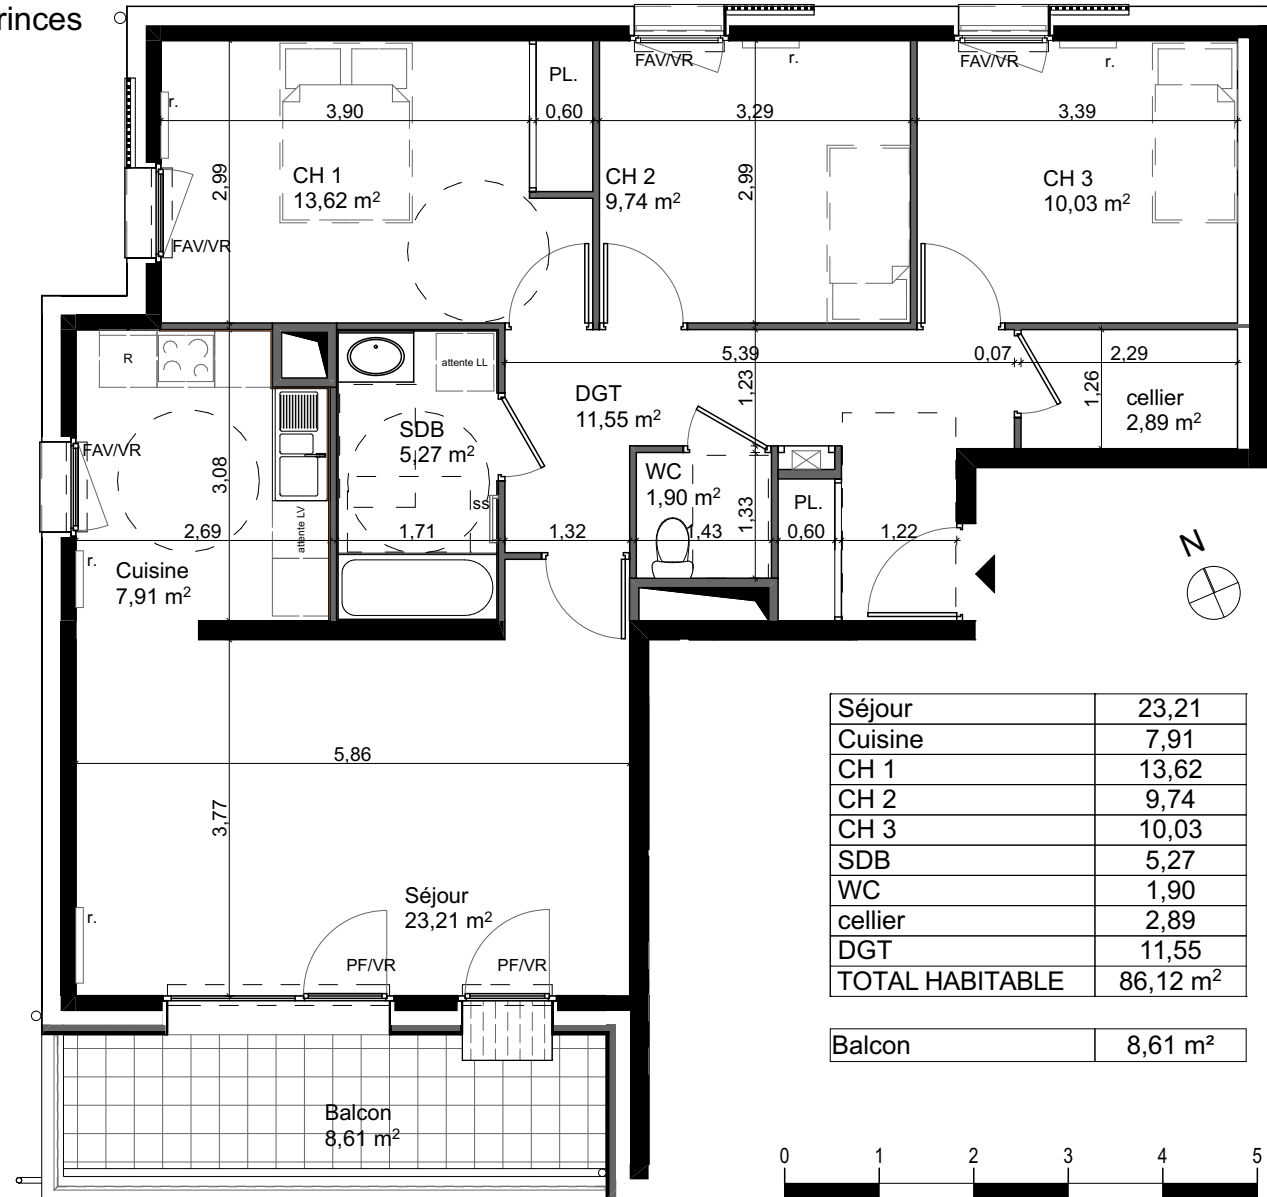 rinces
FAV/VR
r.
FAV/VR
r.
PL.
r.
3,90
0,60
3,29
3,39
2,99
2,99
CH 1
13,62 m²
CH 2
9,74 m²
CH 3
10,03 m²
FAV/VR
R
attente LL
5,39
0,07
2,29
1,23
1,26
DGT
11,55 m²
cellier
2,89 m²
SDB
5,27 m²
FAV/VR
3,08
WC
1,90 m²
ss
attente LV
1,33
PL.
2,69
1,71
1,32
1,43
0,60
1,22
N
r.
Cuisine
7,91 m²
5,86
3,77
Séjour
23,21 m²
r.
PF/VR
PF/VR
Balcon
8,61 m²
Séjour 23,21
Cuisine 7,91
CH 1 13,62
CH 2 9,74
CH 3 10,03
SDB 5,27
WC 1,90
cellier 2,89
DGT 11,55
TOTAL HABITABLE 86,12 m²
Balcon 8,61 m²
0 1 2 3 4 5